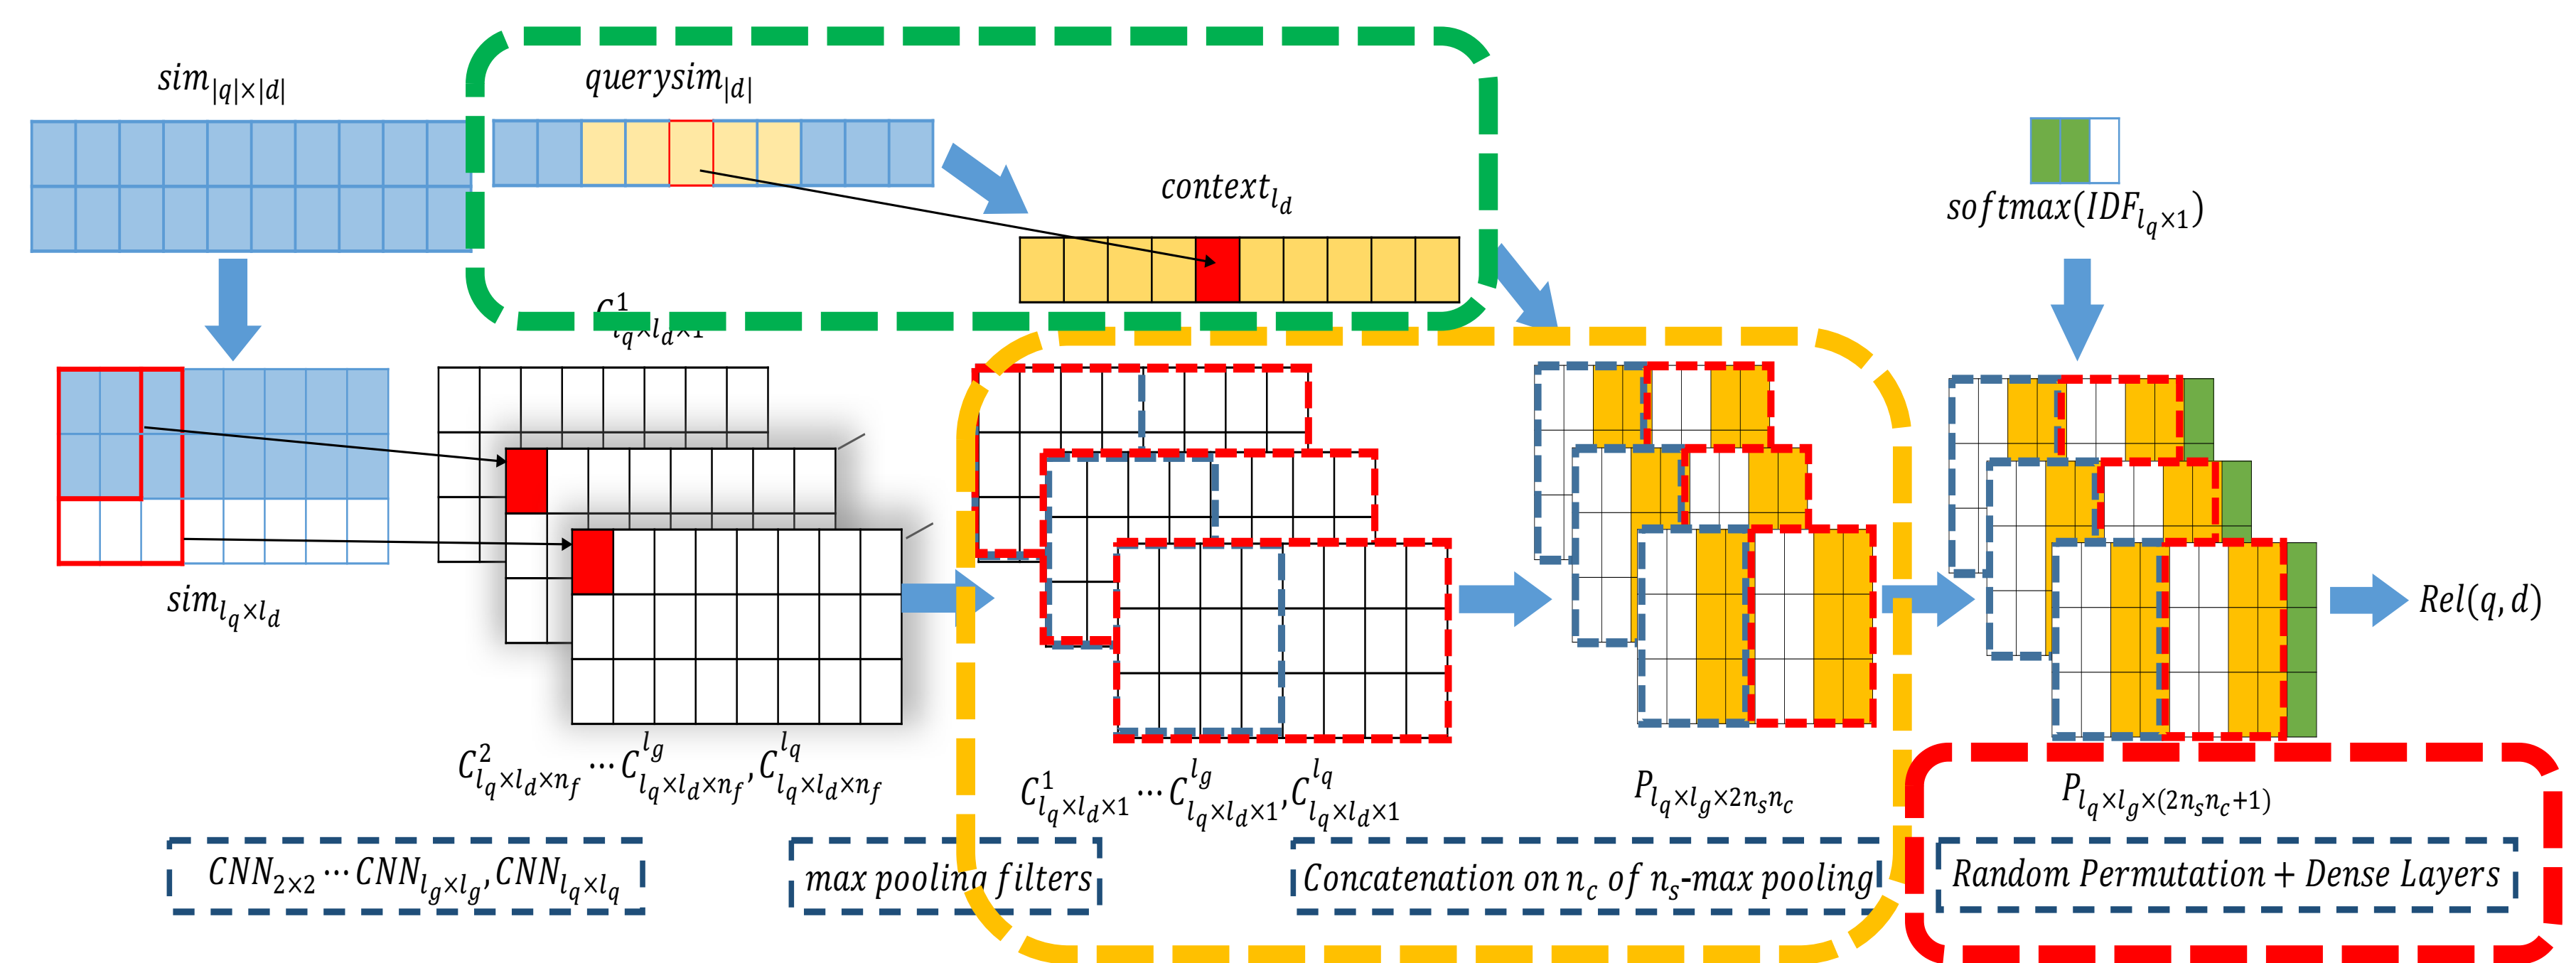 sim_{|q|×|d|}
querysim_{|d|}
context_{l_d}
softmax(IDF_{l_q×1})
C^1_{l_q×l_d×1}
sim_{l_q×l_d}
Rel(q, d)
C^2_{l_q×l_d×n_f} ⋯ C^{l_g}_{l_q×l_d×n_f}, C^{l_q}_{l_q×l_d×n_f}
C^1_{l_q×l_d×1} ⋯ C^{l_g}_{l_q×l_d×1}, C^{l_q}_{l_q×l_d×1}
P_{l_q×l_g×2n_sn_c}
P_{l_q×l_g×(2n_sn_c+1)}
CNN_{2×2} ⋯ CNN_{l_g×l_g}, CNN_{l_q×l_q}
max pooling filters
Concatenation on n_c of n_s-max pooling
Random Permutation + Dense Layers